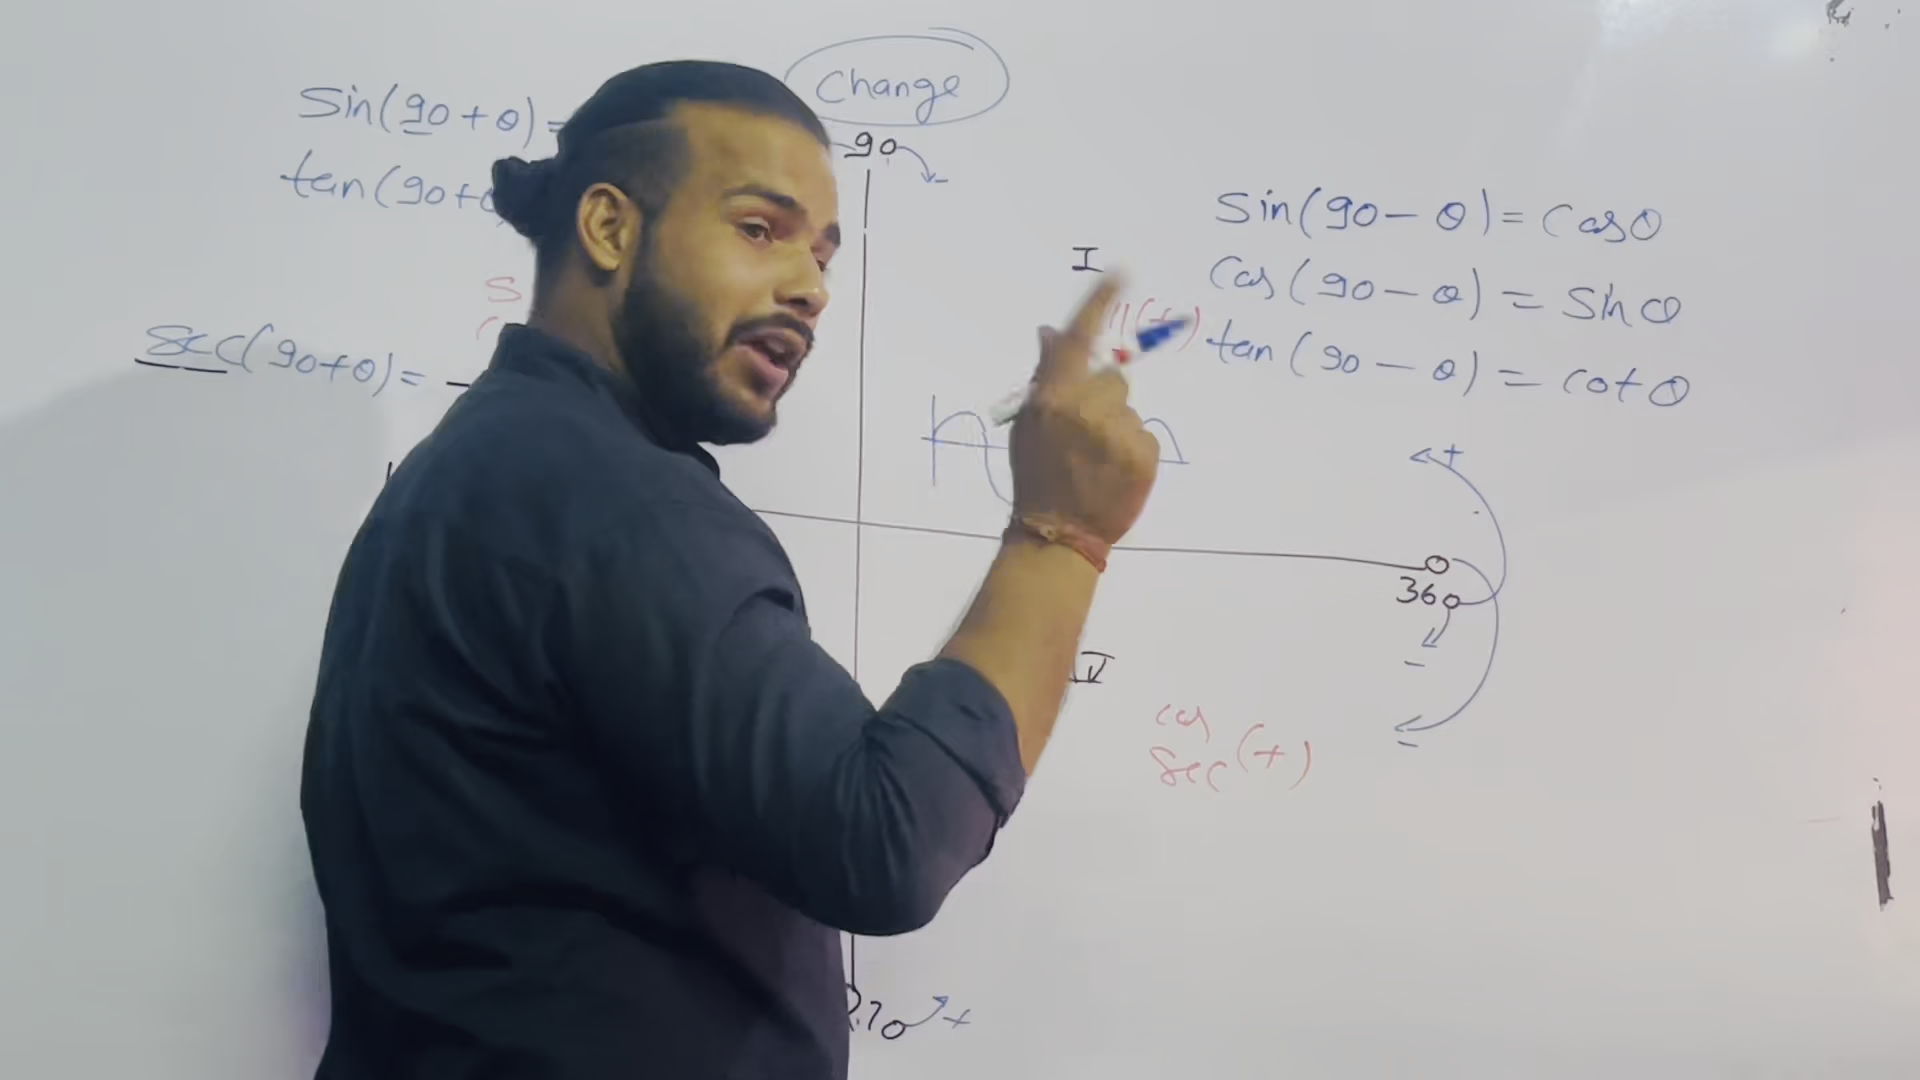 Change
Sin(90+θ)=
90
-
tan(90+θ
sin(90-θ)=Cosθ
I
Cos(90-θ)=Sinθ
S
tan(90-θ)=cotθ
sec(90+θ)= -
+
0
360
-
IV
-
cos
sec (+)
270 +